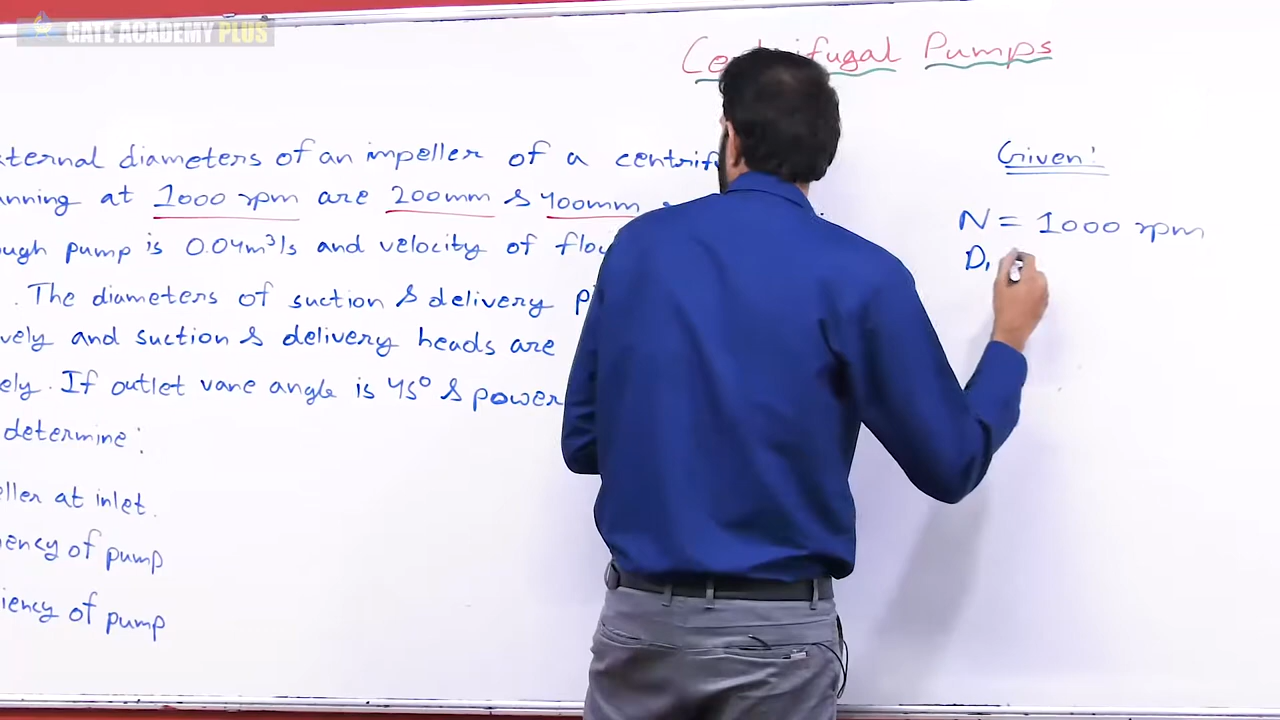 GATE ACADEMY PLUS
Pumps
external diameters of an impeller of a centrif
nning at 1000 rpm are 200mm & 400mm
ugh pump is 0.04m³/s and velocity of flo
. The diameters of suction & delivery p
vely and suction & delivery heads are
ely. If outlet vane angle is 45° & power
determine:
eller at inlet.
iency of pump
iency of pump
Given:
N = 1000 rpm
D₁